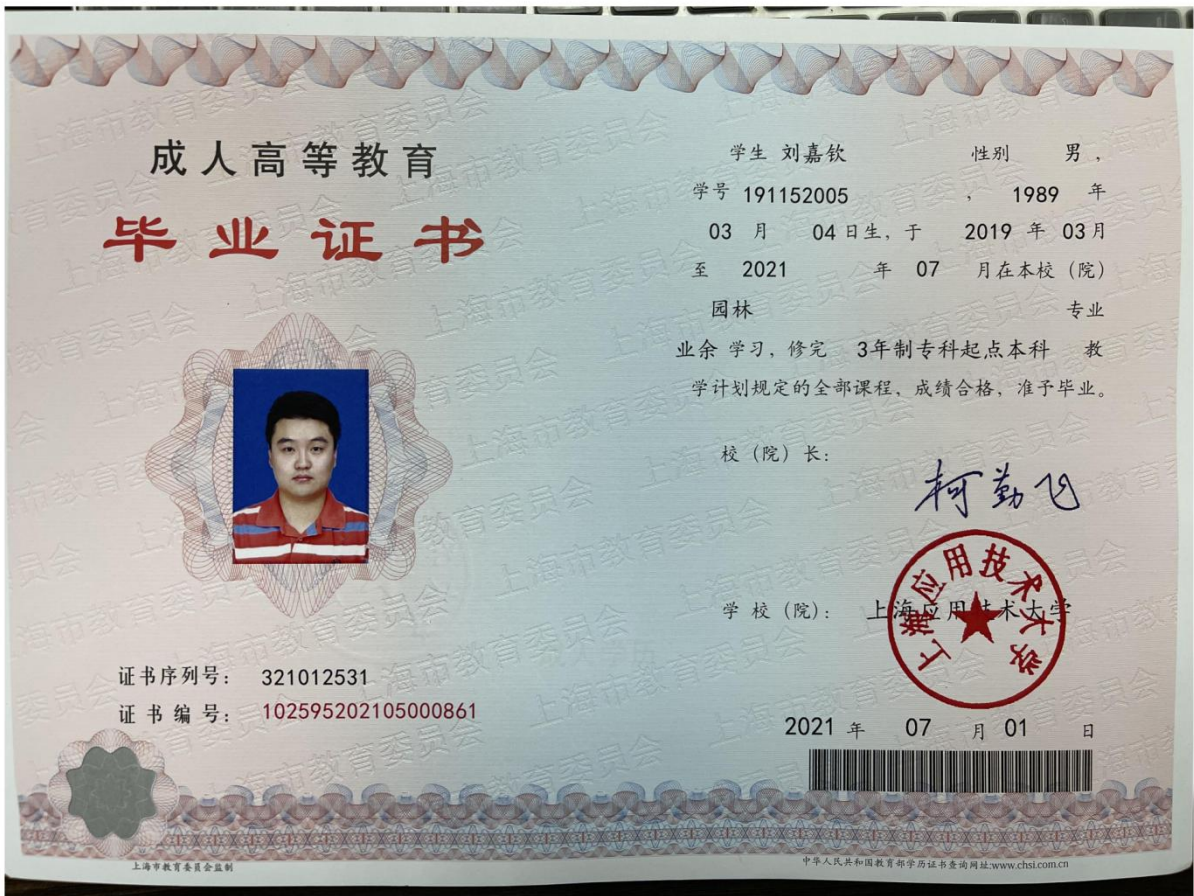 成人高等教育
毕业证书
证书序列号： 321012531
证书编号： 102595202105000861
上海市教育委员会监制
学生 刘嘉钦 性别 男，
学号 191152005 ， 1989 年
03 月 04 日生，于 2019 年 03 月
至 2021 年 07 月在本校（院）
园林 专业
业余 学习，修完 3年制专科起点本科 教
学计划规定的全部课程，成绩合格，准予毕业。
校（院）长：
柯勤飞
学校（院）： 上海应用技术大学
上海应用技术大学
2021 年 07 月 01 日
中华人民共和国教育部学历证书查询网址:www.chsi.com.cn
上海市教育委员会